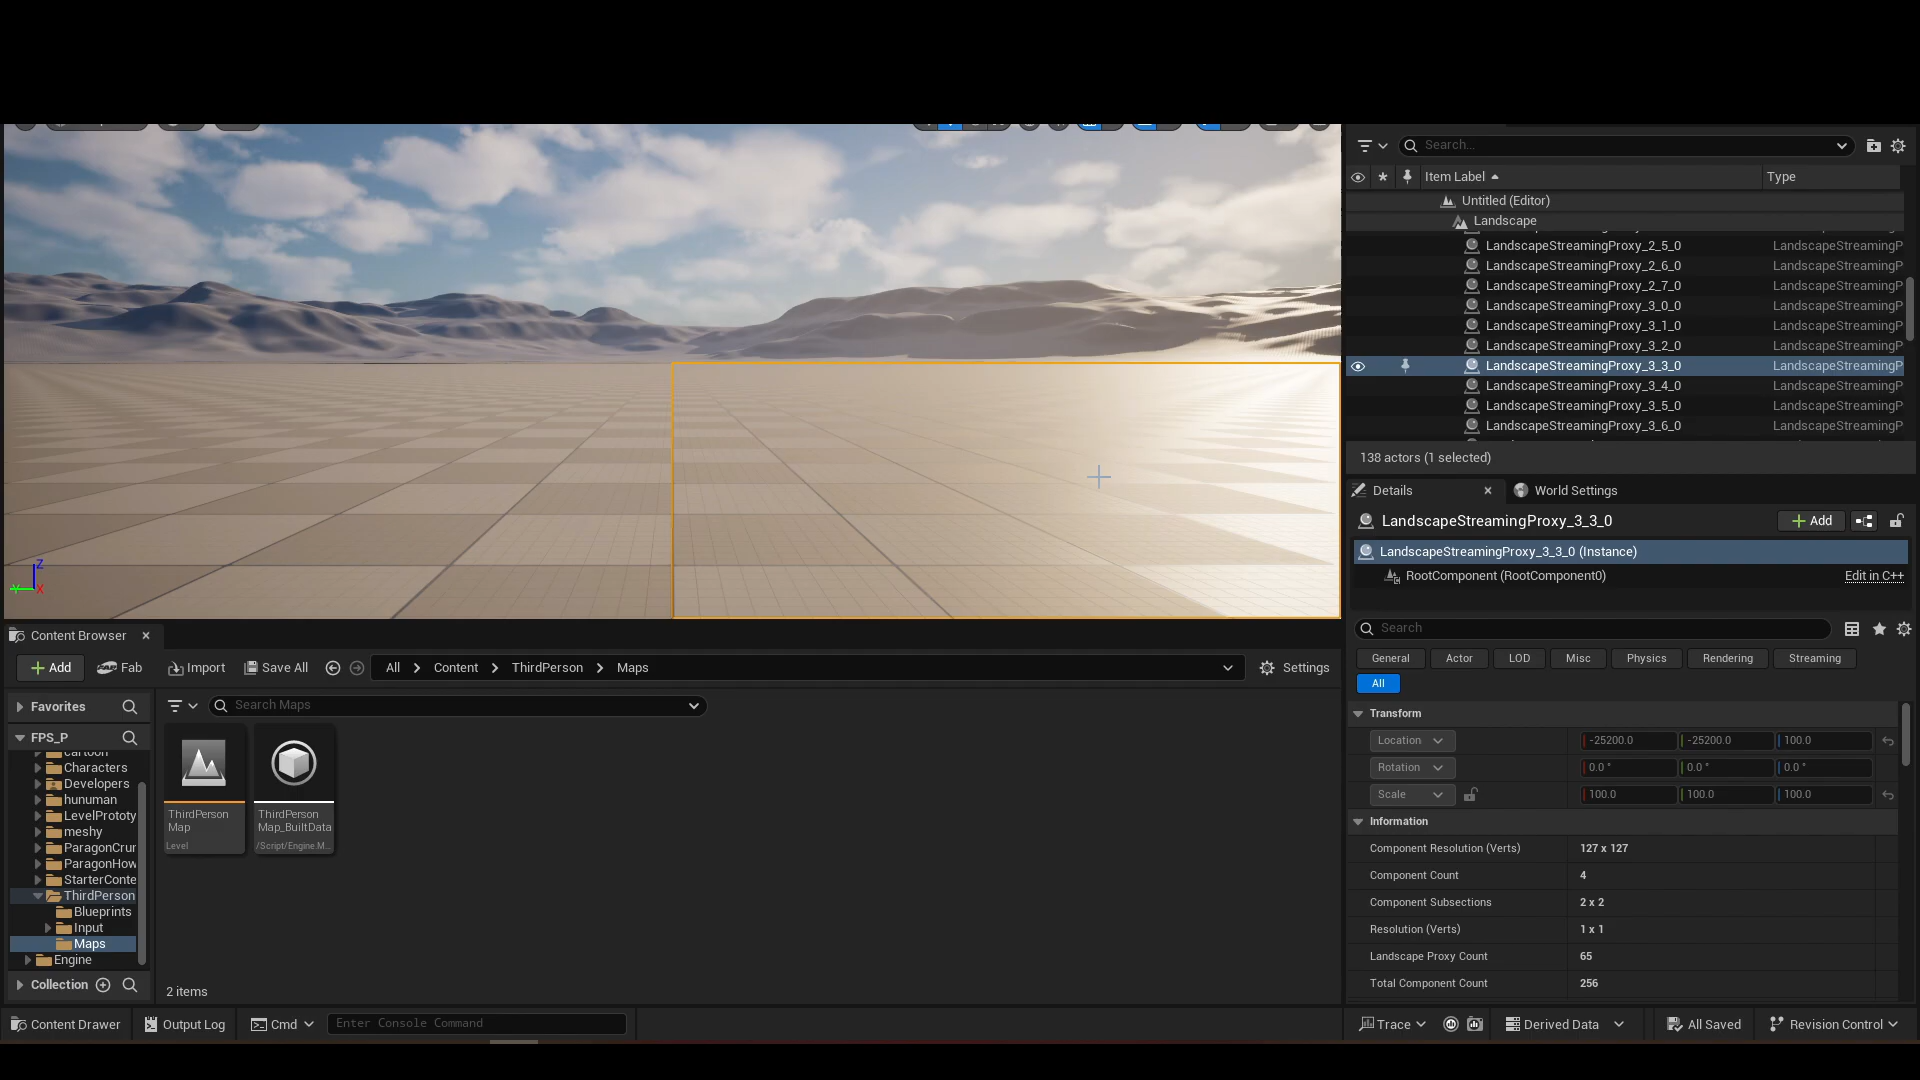 Search...
Item Label
Type
Untitled (Editor)
Landscape
LandscapeStreamingProxy_2_5_0 LandscapeStreamingP
LandscapeStreamingProxy_2_6_0 LandscapeStreamingP
LandscapeStreamingProxy_2_7_0 LandscapeStreamingP
LandscapeStreamingProxy_3_0_0 LandscapeStreamingP
LandscapeStreamingProxy_3_1_0 LandscapeStreamingP
LandscapeStreamingProxy_3_2_0 LandscapeStreamingP
LandscapeStreamingProxy_3_3_0 LandscapeStreamingP
LandscapeStreamingProxy_3_4_0 LandscapeStreamingP
LandscapeStreamingProxy_3_5_0 LandscapeStreamingP
LandscapeStreamingProxy_3_6_0 LandscapeStreamingP
138 actors (1 selected)
Details
World Settings
LandscapeStreamingProxy_3_3_0
Add
LandscapeStreamingProxy_3_3_0 (Instance)
RootComponent (RootComponent0)
Edit in C++
Search
General Actor LOD Misc Physics Rendering Streaming
All
Transform
Location -25200.0 -25200.0 100.0
Rotation 0.0 ° 0.0 ° 0.0 °
Scale 100.0 100.0 100.0
Information
Component Resolution (Verts) 127 x 127
Component Count 4
Component Subsections 2 x 2
Resolution (Verts) 1 x 1
Landscape Proxy Count 65
Total Component Count 256
Z
Y
X
Content Browser
Add Fab Import Save All All Content ThirdPerson Maps Settings
Favorites
FPS_P
cartoon
Characters
Developers
hunuman
LevelPrototy
meshy
ParagonCrur
ParagonHow
StarterConte
ThirdPerson
Blueprints
Input
Maps
Engine
Collection
Search Maps
ThirdPerson
Map
Level
ThirdPerson
Map_BuiltData
/Script/Engine.M...
2 items
Content Drawer Output Log Cmd Enter Console Command Trace Derived Data All Saved Revision Control